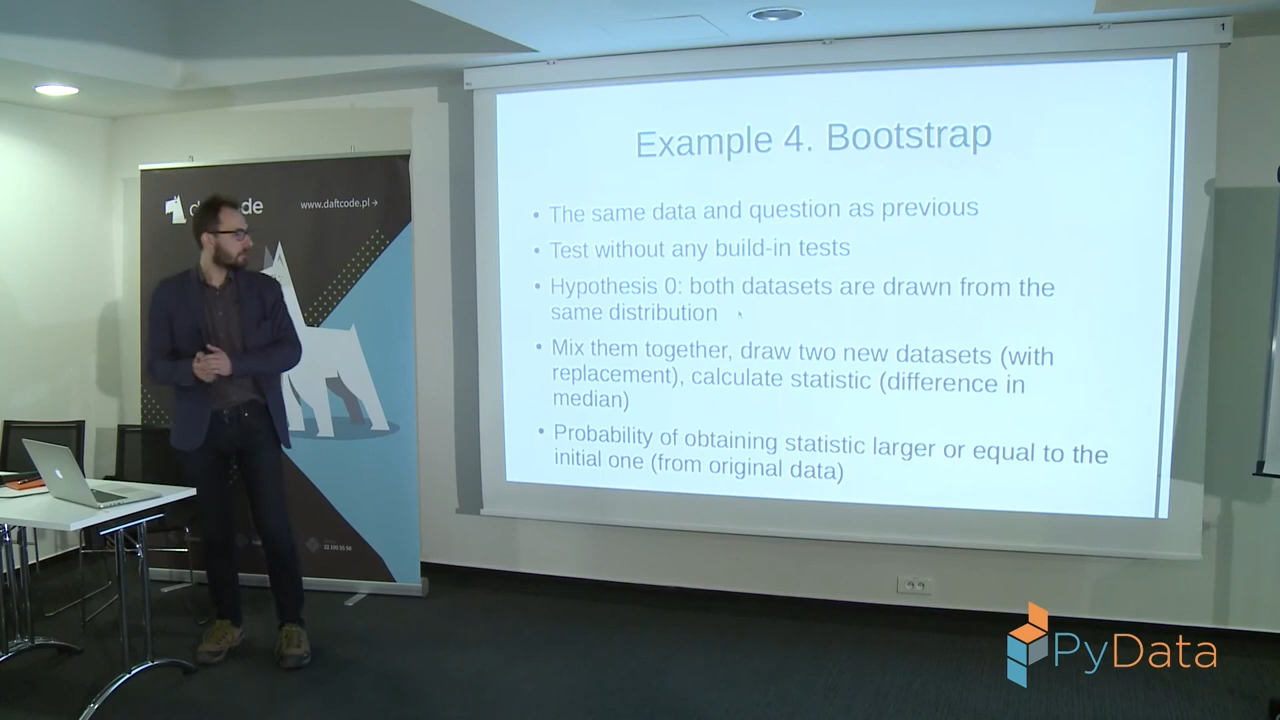 1
Example 4. Bootstrap
• The same data and question as previous
• Test without any build-in tests
• Hypothesis 0: both datasets are drawn from the
same distribution
• Mix them together, draw two new datasets (with
replacement), calculate statistic (difference in
median)
• Probability of obtaining statistic larger or equal to the
initial one (from original data)
www.daftcode.pl→
PyData